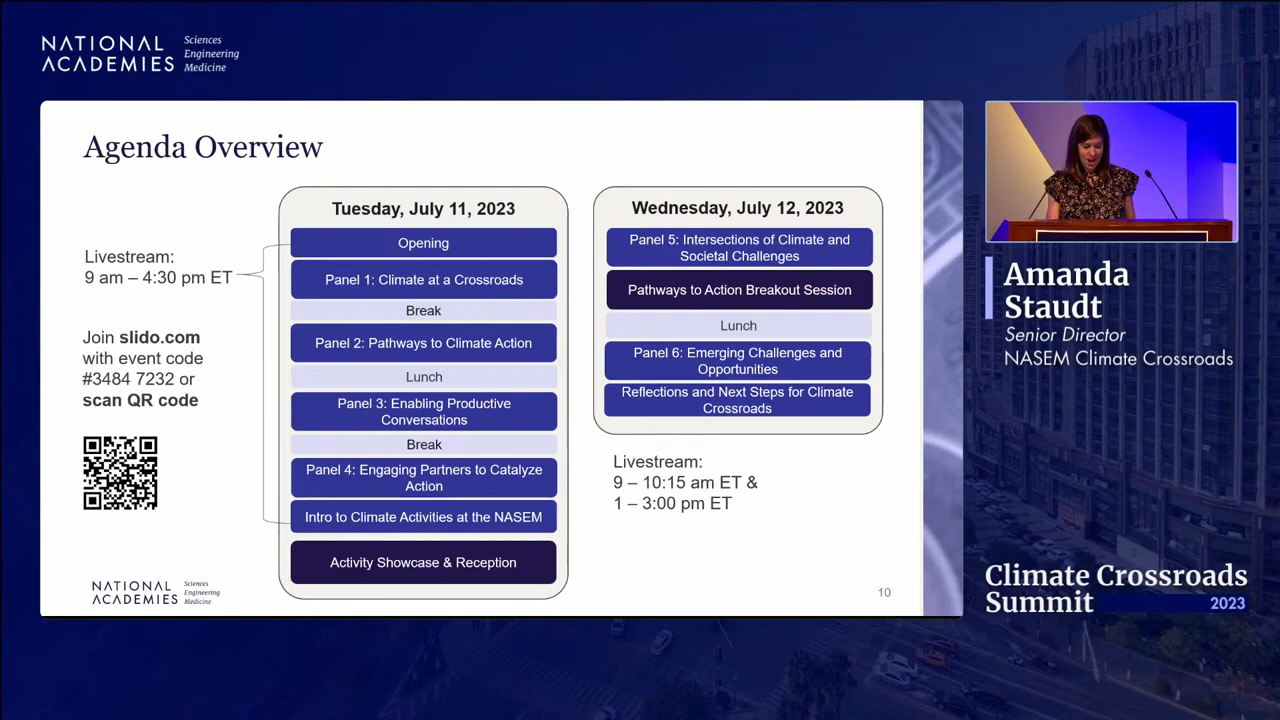 NATIONAL
ACADEMIES
Sciences
Engineering
Medicine
Agenda Overview
Livestream:
9 am – 4:30 pm ET
Join slido.com
with event code
#3484 7232 or
scan QR code
Tuesday, July 11, 2023
Opening
Panel 1: Climate at a Crossroads
Break
Panel 2: Pathways to Climate Action
Lunch
Panel 3: Enabling Productive
Conversations
Break
Panel 4: Engaging Partners to Catalyze
Action
Intro to Climate Activities at the NASEM
Activity Showcase & Reception
Wednesday, July 12, 2023
Panel 5: Intersections of Climate and
Societal Challenges
Pathways to Action Breakout Session
Lunch
Panel 6: Emerging Challenges and
Opportunities
Reflections and Next Steps for Climate
Crossroads
Livestream:
9 – 10:15 am ET &
1 – 3:00 pm ET
NATIONAL
ACADEMIES
Sciences
Engineering
Medicine
10
Amanda
Staudt
Senior Director
NASEM Climate Crossroads
Climate Crossroads
Summit
2023